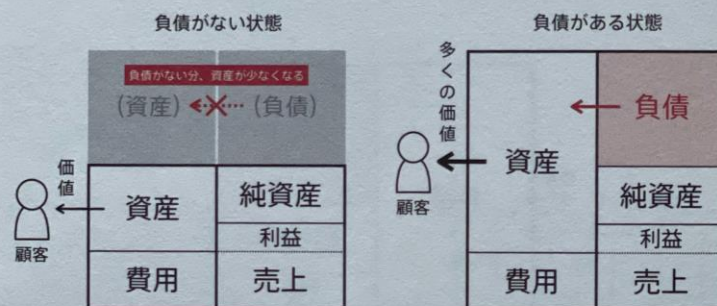 負債がない状態
負債がない分、資産が少なくなる
(資産)
(負債)
価値
顧客
資産
純資産
利益
費用
売上
負債がある状態
多くの価値
顧客
資産
負債
純資産
利益
費用
売上